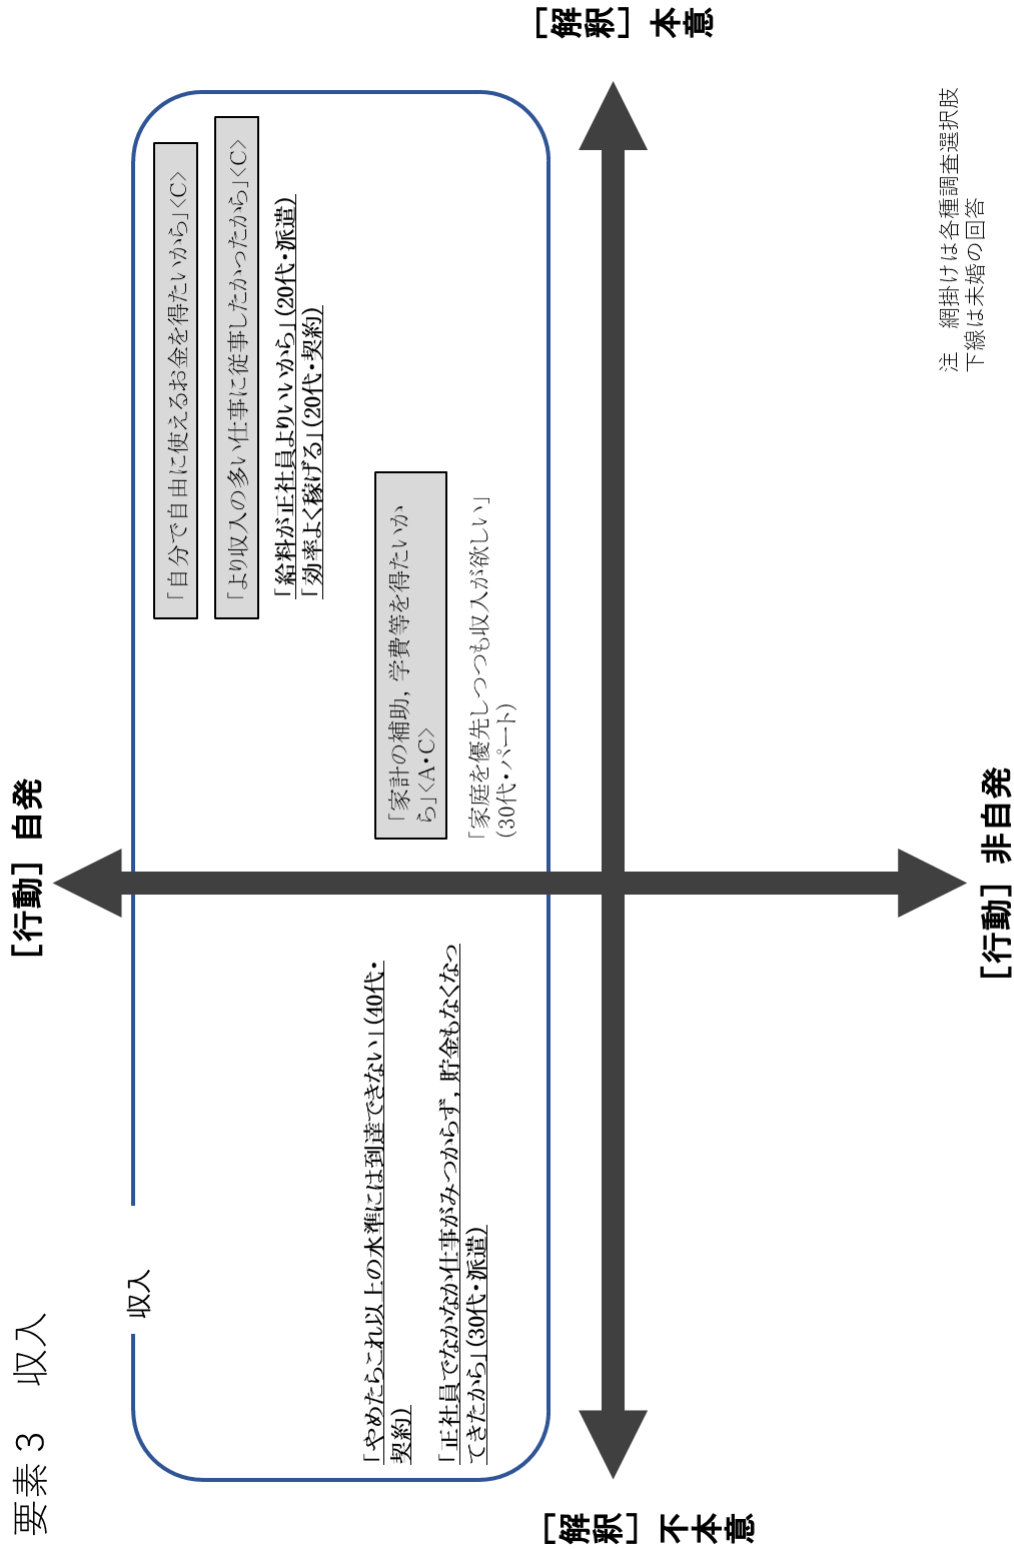 要素３　収入
［行動］ 自発
収入
「自分で自由に使えるお金を得たいから」<C>
「より収入の多い仕事に従事したかったから」<C>
「給料が正社員よりいいから」（20代・派遣）
「効率よく稼げる」（20代・契約）
「やめたらこれ以上の水準には到達できない」（40代・
契約）
「正社員でなかなか仕事がみつからず，貯金もなくなっ
てきたから」（30代・派遣）
「家計の補助，学費等を得たいか
ら」<A・C>
「家庭を優先しつつも収入が欲しい」
（30代・パート）
［解釈］ 不本意
［解釈］ 本意
［行動］ 非自発
注　網掛けは各種調査選択肢
下線は未婚の回答